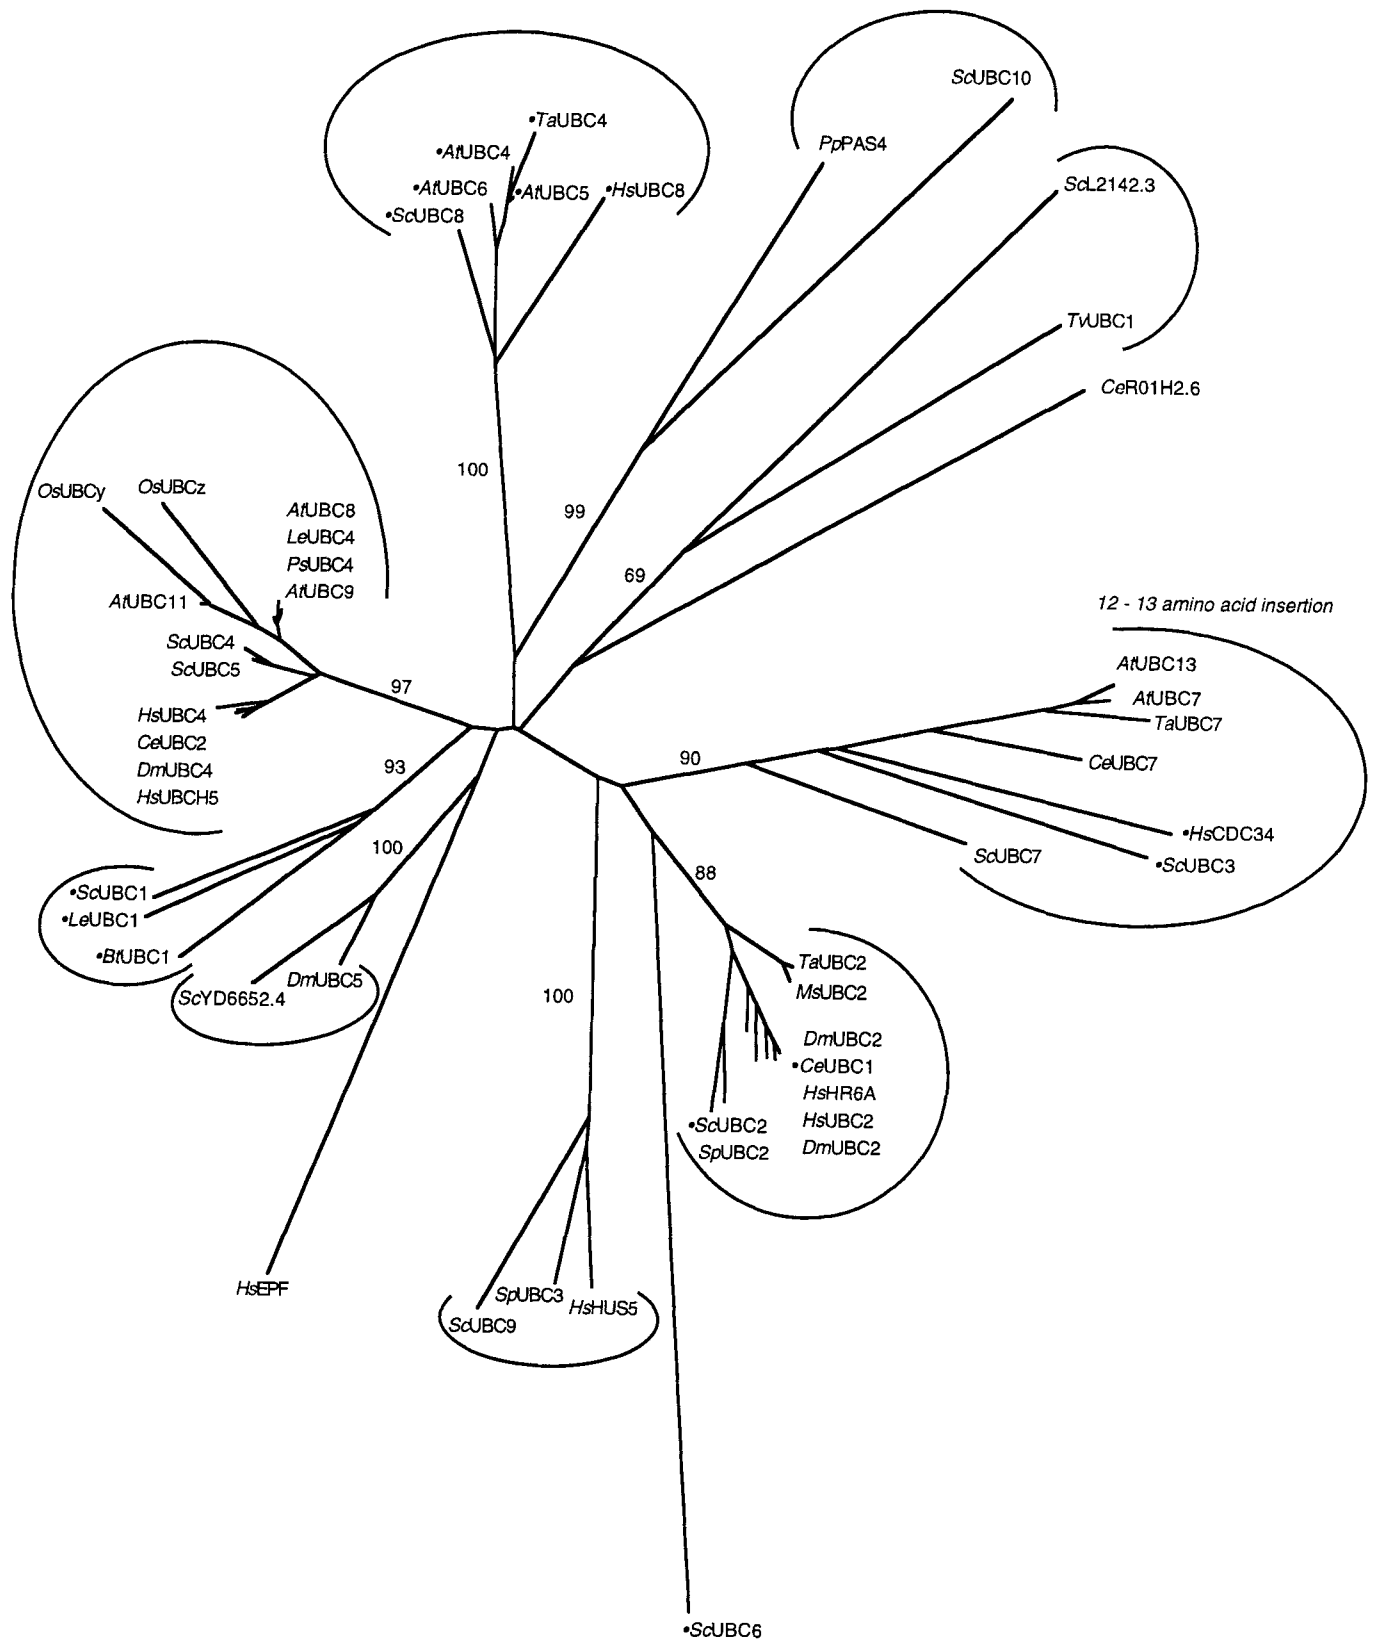 ScUBC10
•TaUBC4
PpPAS4
•AtUBC4
ScL2142.3
•AtUBC6
•AtUBC5
•HsUBC8
•ScUBC8
TvUBC1
CeR01H2.6
100
OsUBCy
OsUBCz
AtUBC8
LeUBC4
PsUBC4
AtUBC9
99
69
AtUBC11
12 - 13 amino acid insertion
ScUBC4
ScUBC5
AtUBC13
97
AtUBC7
TaUBC7
HsUBC4
CeUBC2
DmUBC4
HsUBCH5
93
90
CeUBC7
•HsCDC34
100
ScUBC7
•ScUBC3
88
•ScUBC1
•LeUBC1
•BtUBC1
TaUBC2
MsUBC2
DmUBC5
ScYD6652.4
100
DmUBC2
•CeUBC1
HsHR6A
HsUBC2
DmUBC2
•ScUBC2
SpUBC2
HsEPF
SpUBC3
HsHUS5
ScUBC9
•ScUBC6